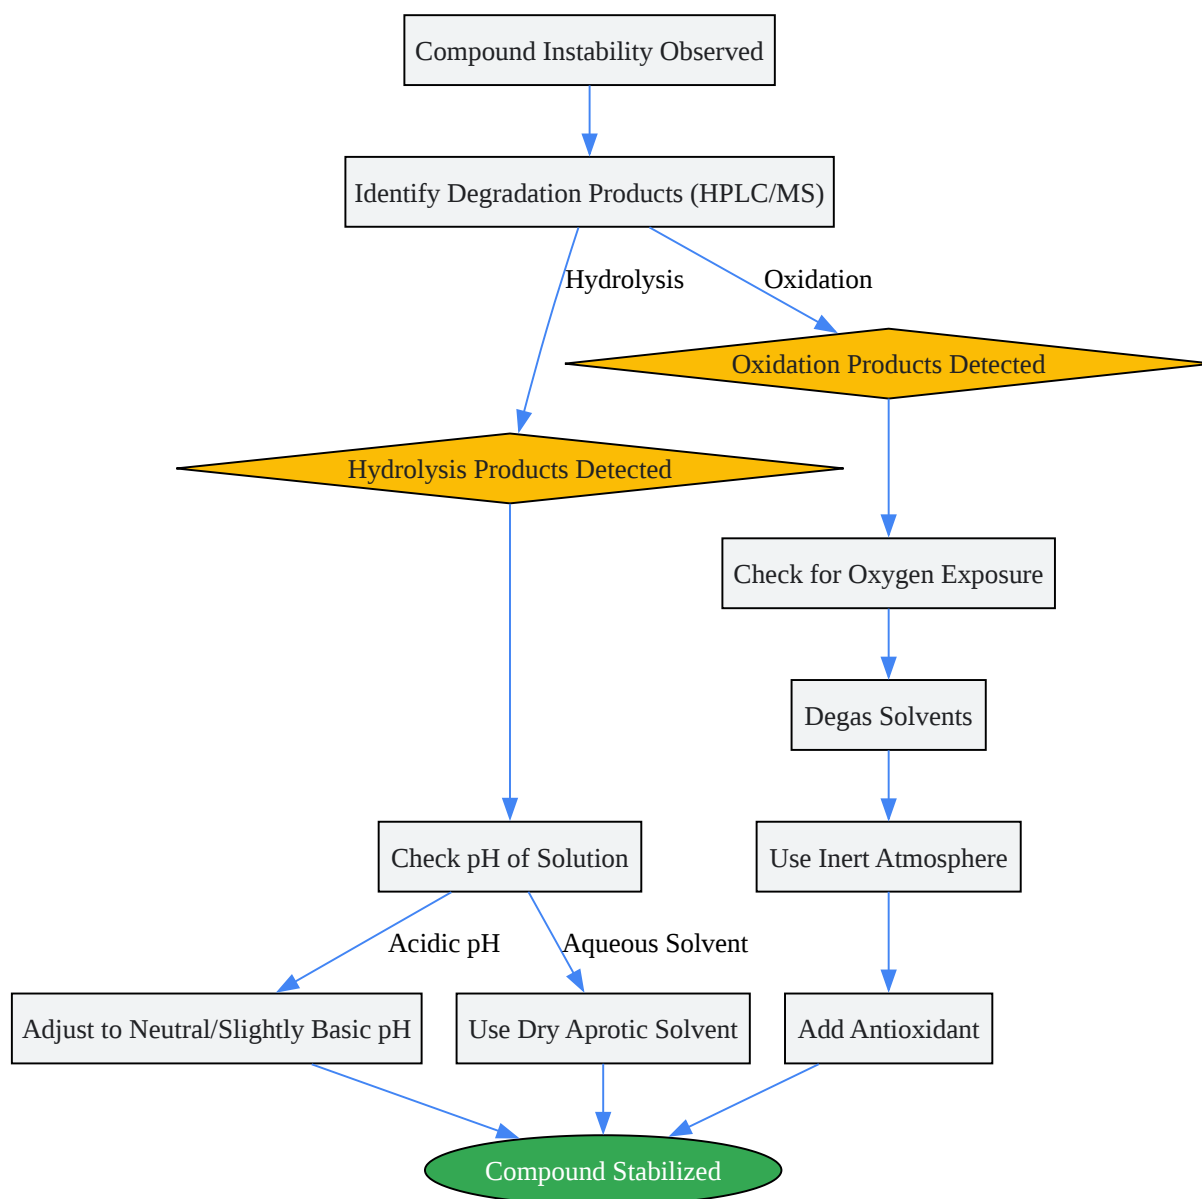 Compound Instability Observed
Identify Degradation Products (HPLC/MS)
Hydrolysis
Oxidation
Oxidation Products Detected
Hydrolysis Products Detected
Check for Oxygen Exposure
Degas Solvents
Check pH of Solution
Use Inert Atmosphere
Acidic pH
Aqueous Solvent
Adjust to Neutral/Slightly Basic pH
Use Dry Aprotic Solvent
Add Antioxidant
Compound Stabilized